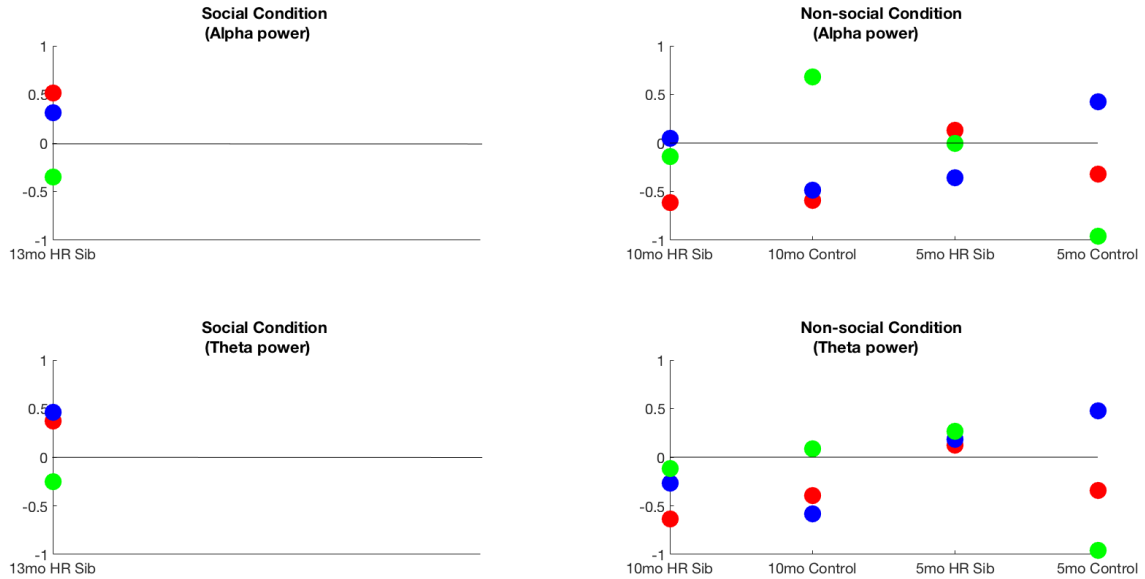 Social Condition
(Alpha power)
1
0.5
0
-0.5
-1
13mo HR Sib
Non-social Condition
(Alpha power)
1
0.5
0
-0.5
-1
10mo HR Sib
10mo Control
5mo HR Sib
5mo Control
Social Condition
(Theta power)
1
0.5
0
-0.5
-1
13mo HR Sib
Non-social Condition
(Theta power)
1
0.5
0
-0.5
-1
10mo HR Sib
10mo Control
5mo HR Sib
5mo Control